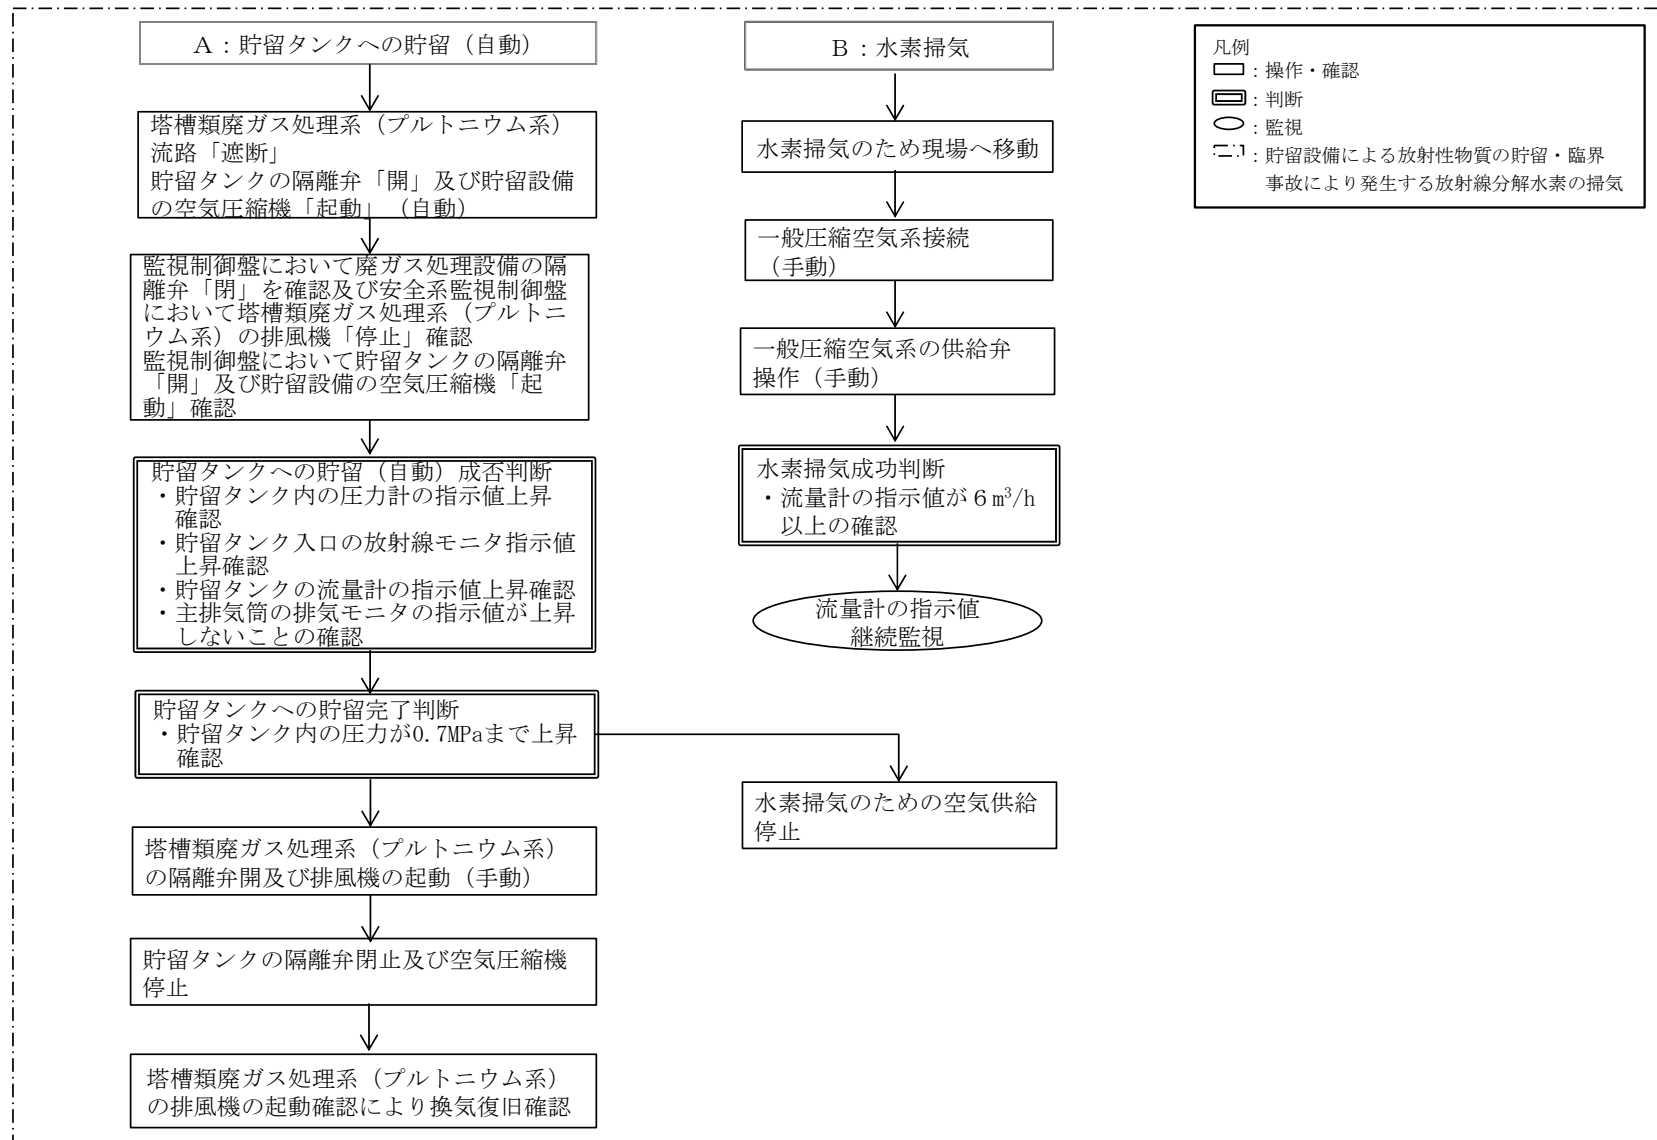 A：貯留タンクへの貯留（自動）
塔槽類廃ガス処理系（プルトニウム系）
流路「遮断」
貯留タンクの隔離弁「開」及び貯留設備
の空気圧縮機「起動」（自動）
監視制御盤において廃ガス処理設備の隔
離弁「閉」を確認及び安全系監視制御盤
において塔槽類廃ガス処理系（プルトニ
ウム系）の排風機「停止」確認
監視制御盤において貯留タンクの隔離弁
「開」及び貯留設備の空気圧縮機「起
動」確認
貯留タンクへの貯留（自動）成否判断
・貯留タンク内の圧力計の指示値上昇
確認
・貯留タンク入口の放射線モニタ指示値
上昇確認
・貯留タンクの流量計の指示値上昇確認
・主排気筒の排気モニタの指示値が上昇
しないことの確認
貯留タンクへの貯留完了判断
・貯留タンク内の圧力が0.7MPaまで上昇
確認
塔槽類廃ガス処理系（プルトニウム系）
の隔離弁開及び排風機の起動（手動）
貯留タンクの隔離弁閉止及び空気圧縮機
停止
塔槽類廃ガス処理系（プルトニウム系）
の排風機の起動確認により換気復旧確認
B：水素掃気
水素掃気のため現場へ移動
一般圧縮空気系接続
（手動）
一般圧縮空気系の供給弁
操作（手動）
水素掃気成功判断
・流量計の指示値が６m³/h
以上の確認
流量計の指示値
継続監視
水素掃気のための空気供給
停止
凡例
：操作・確認
：判断
：監視
：貯留設備による放射性物質の貯留・臨界
事故により発生する放射線分解水素の掃気